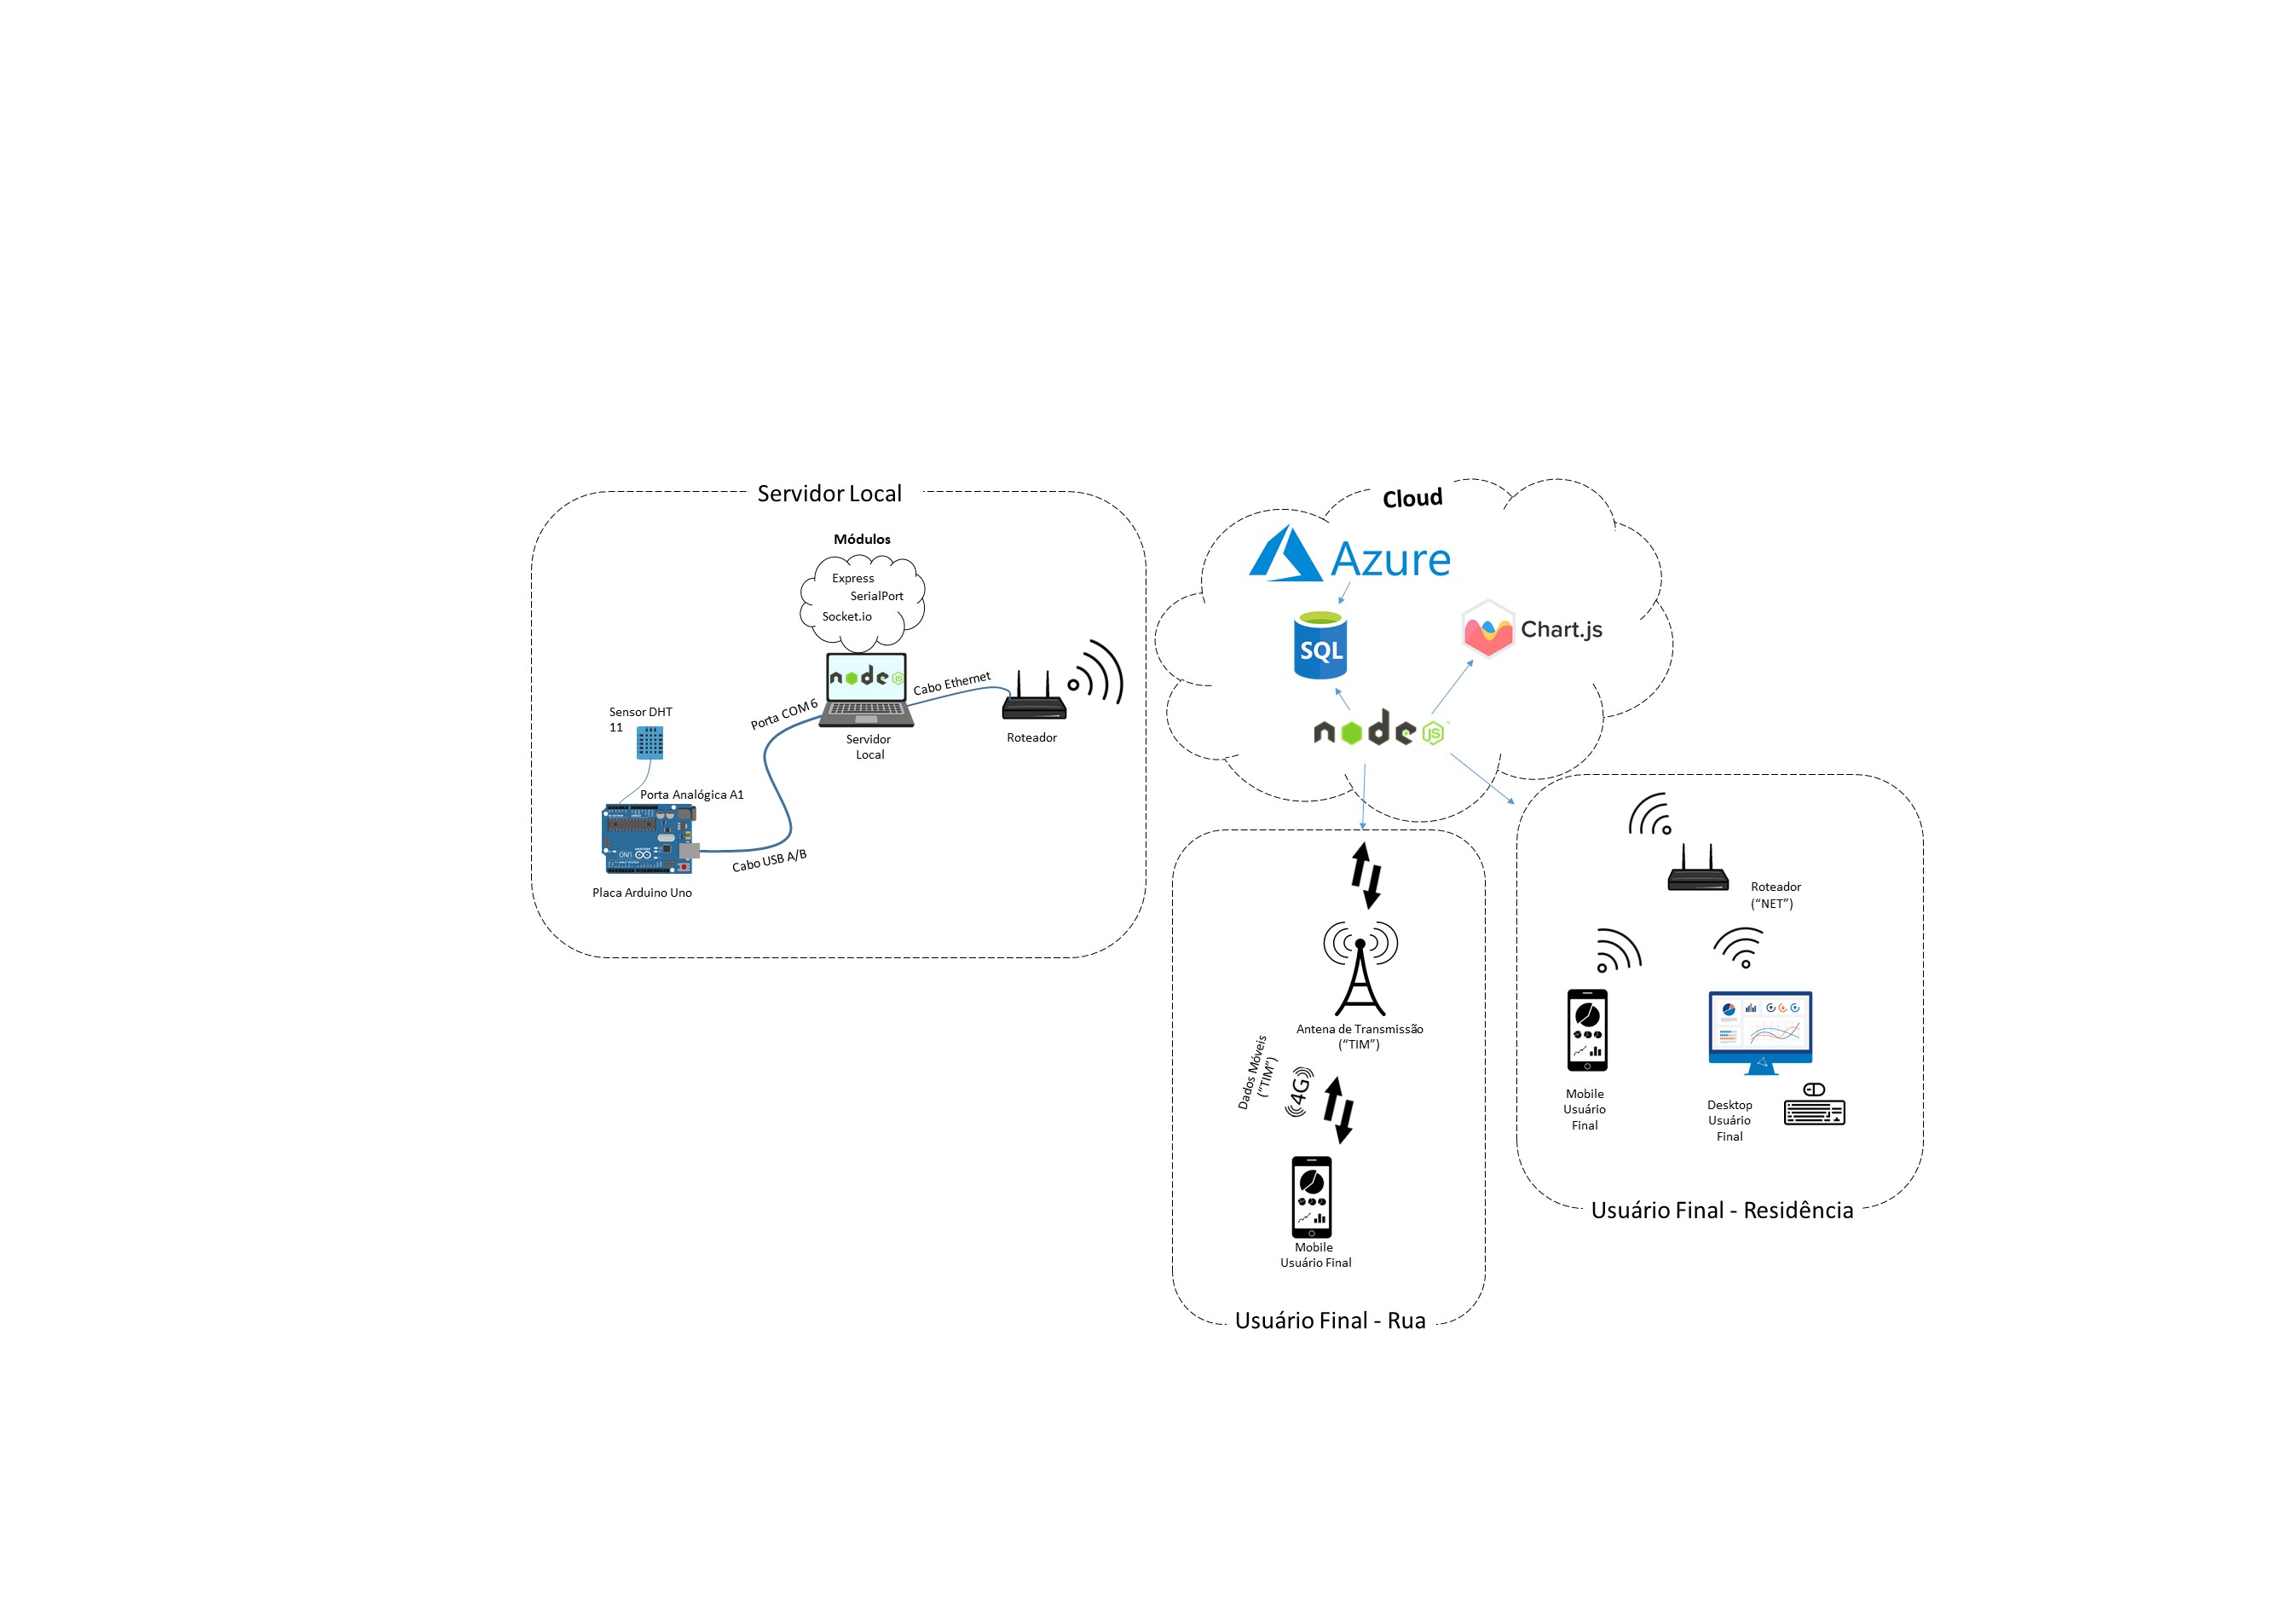 Servidor Local
Módulos
Express
SerialPort
Socket.io
node
JS
Cabo Ethernet
Porta COM 6
Servidor
Local
Roteador
Sensor DHT
11
Porta Analógica A1
UNO
Cabo USB A/B
Placa Arduino Uno
Cloud
Azure
SQL
Chart.js
node
JS
™
Antena de Transmissão
(“TIM”)
Dados Móveis
(“TIM”)
4G
Mobile
Usuário Final
Usuário Final - Rua
Roteador
(“NET”)
Mobile
Usuário
Final
Desktop
Usuário
Final
Usuário Final - Residência